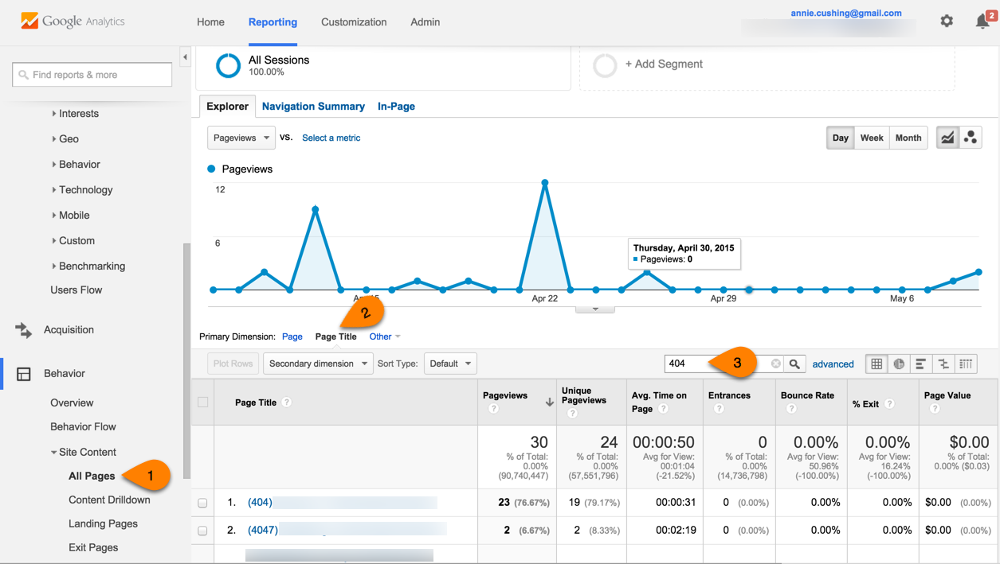 Google Analytics
Home Reporting Customization Admin
annie.cushing@gmail.com
2
Find reports & more
Interests
Geo
Behavior
Technology
Mobile
Custom
Benchmarking
Users Flow
Acquisition
Behavior
Overview
Behavior Flow
Site Content
All Pages
1
Content Drilldown
Landing Pages
Exit Pages
All Sessions
100.00%
+ Add Segment
Explorer Navigation Summary In-Page
Pageviews VS. Select a metric
Day Week Month
Pageviews
12
6
Thursday, April 30, 2015
Pageviews: 0
Apr 15 Apr 22 Apr 29 May 6
2
Primary Dimension: Page Page Title Other
Plot Rows Secondary dimension Sort Type: Default
404 3 advanced
Page Title ? Pageviews ? Unique Pageviews ? Avg. Time on Page ? Entrances ? Bounce Rate ? % Exit ? Page Value ?
30 24 00:00:50 0 0.00% 0.00% $0.00
% of Total: % of Total: Avg for View: % of Total: Avg for View: Avg for View: % of Total:
0.00% 0.00% 00:01:04 0.00% 50.96% 16.24% 0.00% ($0.03)
(90,740,447) (57,551,796) (-21.52%) (14,736,798) (-100.00%) (-100.00%)
1. (404) 23 (76.67%) 19 (79.17%) 00:00:31 0 (0.00%) 0.00% 0.00% $0.00 (0.00%)
2. (4047) 2 (6.67%) 2 (8.33%) 00:02:19 0 (0.00%) 0.00% 0.00% $0.00 (0.00%)